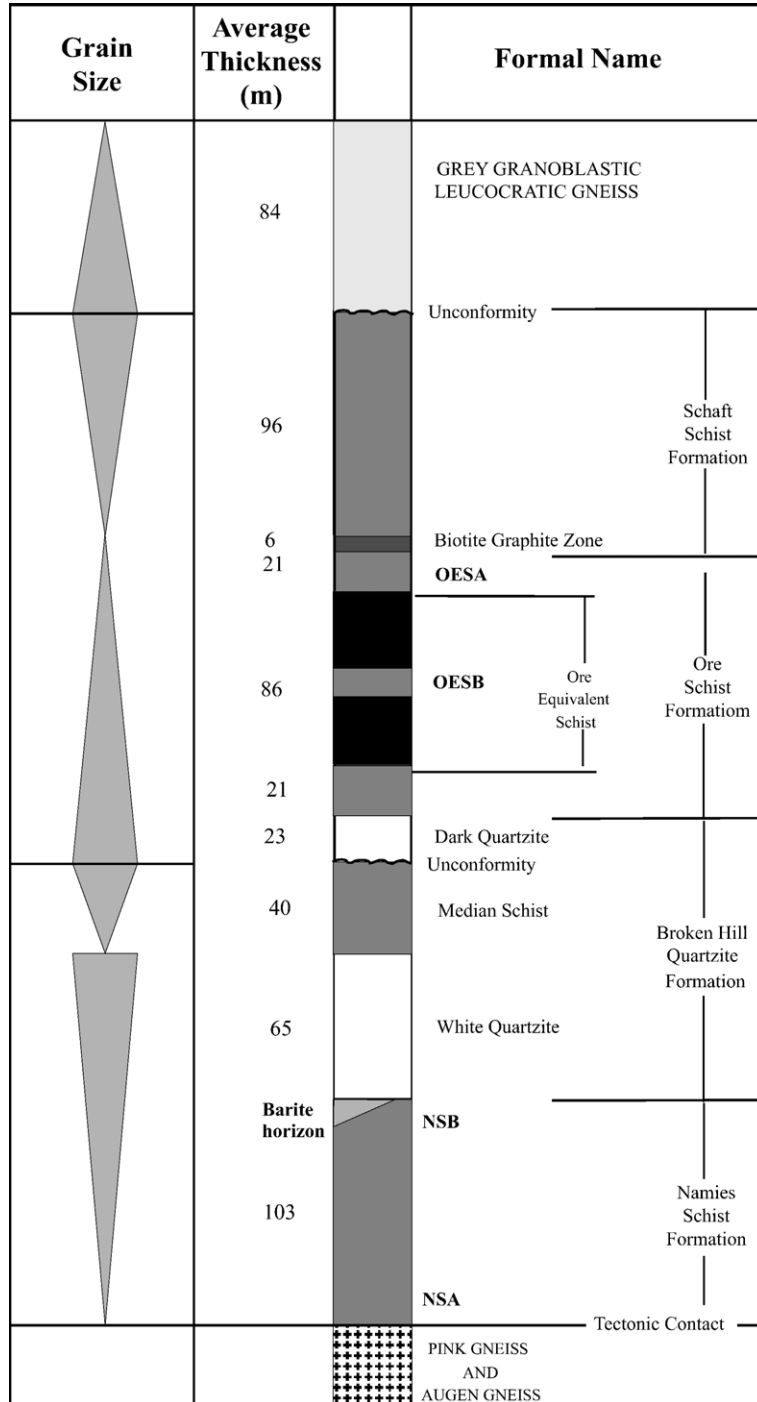 Grain
Size
Average
Thickness
(m)
Formal Name
84
GREY GRANOBLASTIC
LEUCOCRATIC GNEISS
Unconformity
96
Schaft
Schist
Formation
6
Biotite Graphite Zone
21
OESA
86
OESB
Ore
Equivalent
Schist
Ore
Schist
Formatiom
21
23
Dark Quartzite
Unconformity
40
Median Schist
Broken Hill
Quartzite
Formation
65
White Quartzite
Barite
horizon
NSB
103
Namies
Schist
Formation
NSA
Tectonic Contact
PINK GNEISS
AND
AUGEN GNEISS